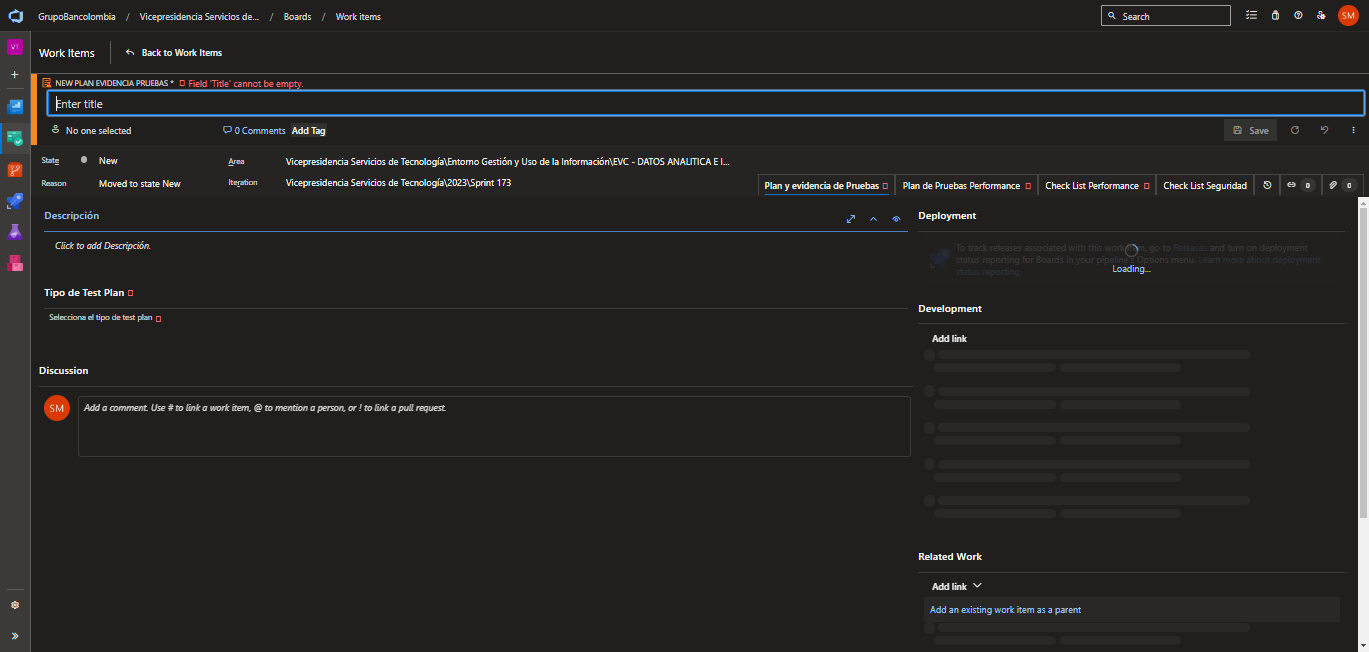 GrupoBancolombia / Vicepresidencia Servicios de... / Boards / Work items
Search
SM
VT
Work Items
Back to Work Items
NEW PLAN EVIDENCIA PRUEBAS * Field 'Title' cannot be empty.
Enter title
No one selected
0 Comments
Add Tag
Save
State
New
Area
Vicepresidencia Servicios de Tecnología\Entorno Gestión y Uso de la Información\EVC - DATOS ANALITICA E I...
Reason
Moved to state New
Iteration
Vicepresidencia Servicios de Tecnología\2023\Sprint 173
Plan y evidencia de Pruebas
Plan de Pruebas Performance
Check List Performance
Check List Seguridad
0
0
Descripción
Click to add Descripción.
Tipo de Test Plan
Selecciona el tipo de test plan
Discussion
SM
Add a comment. Use # to link a work item, @ to mention a person, or ! to link a pull request.
Deployment
To track releases associated with this work item, go to Releases and turn on deployment
status reporting for Boards in your pipeline's Options menu. Learn more about deployment
status reporting
Loading...
Development
Add link
Related Work
Add link
Add an existing work item as a parent